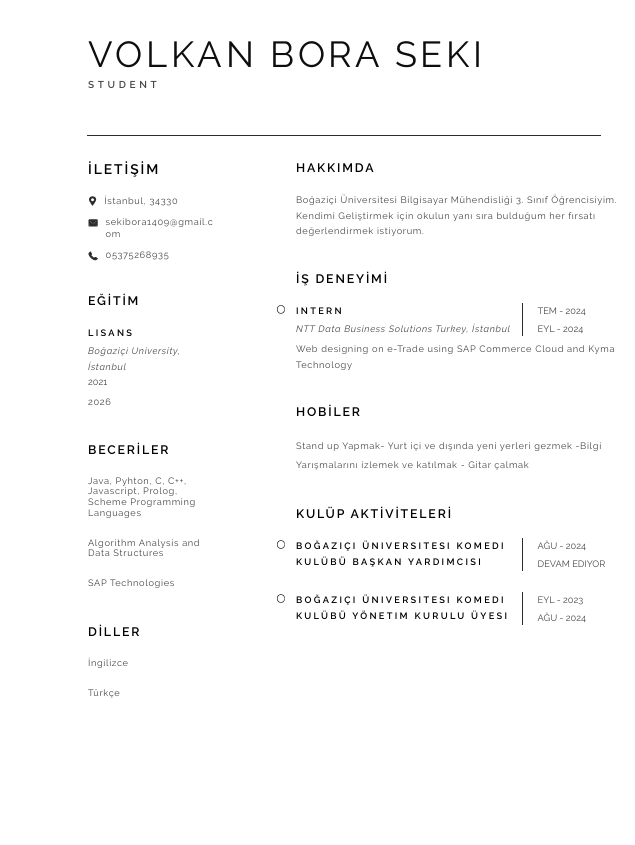 VOLKAN BORA SEKI
STUDENT
İLETİŞİM
İstanbul, 34330
sekibora1409@gmail.c
om
05375268935
EĞİTİM
LISANS
Boğaziçi University,
İstanbul
2021
2026
BECERİLER
Java, Pyhton, C, C++,
Javascript, Prolog,
Scheme Programming
Languages
Algorithm Analysis and
Data Structures
SAP Technologies
DİLLER
İngilizce
Türkçe
HAKKIMDA
Boğaziçi Üniversitesi Bilgisayar Mühendisliği 3. Sınıf Öğrencisiyim.
Kendimi Geliştirmek için okulun yanı sıra bulduğum her fırsatı
değerlendirmek istiyorum.
İŞ DENEYİMİ
INTERN
TEM - 2024
NTT Data Business Solutions Turkey, İstanbul
EYL - 2024
Web designing on e-Trade using SAP Commerce Cloud and Kyma
Technology
HOBİLER
Stand up Yapmak- Yurt içi ve dışında yeni yerleri gezmek -Bilgi
Yarışmalarını izlemek ve katılmak - Gitar çalmak
KULÜP AKTİVİTELERİ
BOĞAZIÇI ÜNIVERSITESI KOMEDI
KULÜBÜ BAŞKAN YARDIMCISI
AĞU - 2024
DEVAM EDIYOR
BOĞAZIÇI ÜNIVERSITESI KOMEDI
KULÜBÜ YÖNETIM KURULU ÜYESI
EYL - 2023
AĞU - 2024